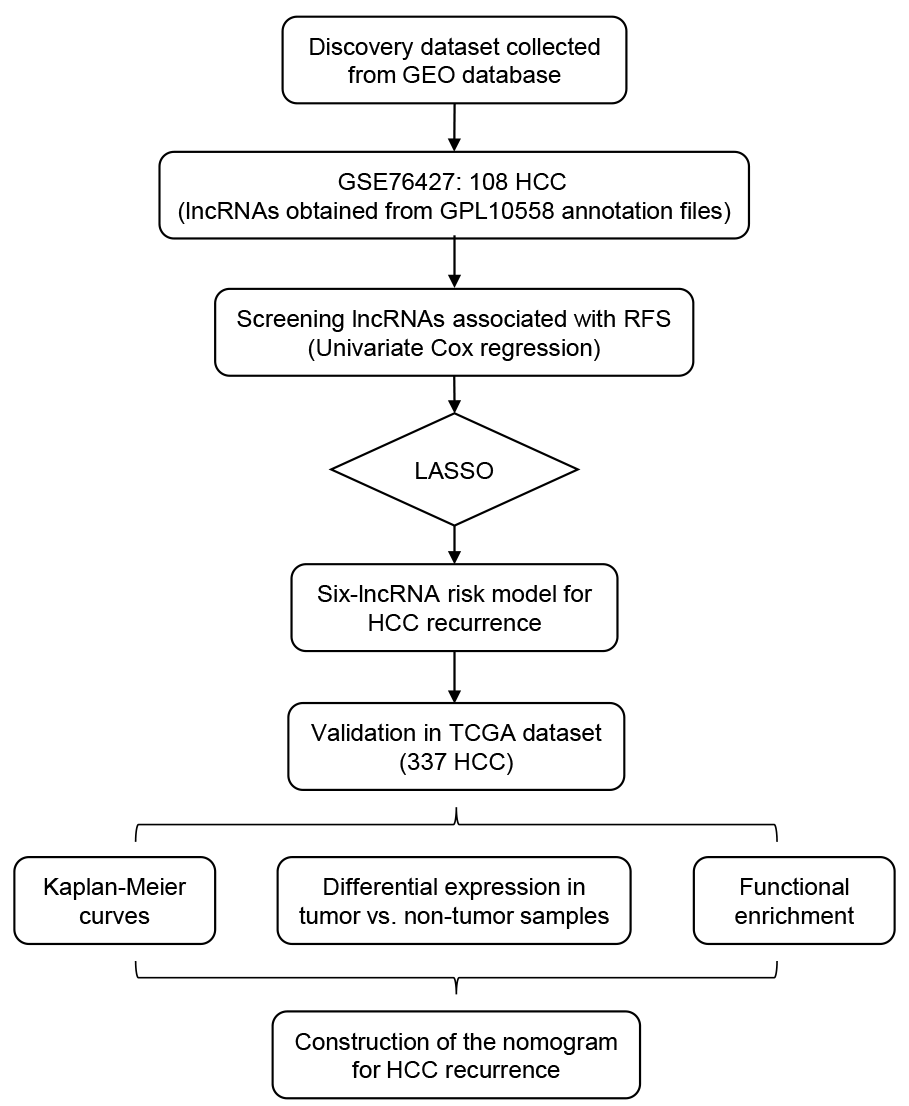 Discovery dataset collected
from GEO database
GSE76427: 108 HCC
(lncRNAs obtained from GPL10558 annotation files)
Screening lncRNAs associated with RFS
(Univariate Cox regression)
LASSO
Six-lncRNA risk model for
HCC recurrence
Validation in TCGA dataset
(337 HCC)
Kaplan-Meier
curves
Differential expression in
tumor vs. non-tumor samples
Functional
enrichment
Construction of the nomogram
for HCC recurrence